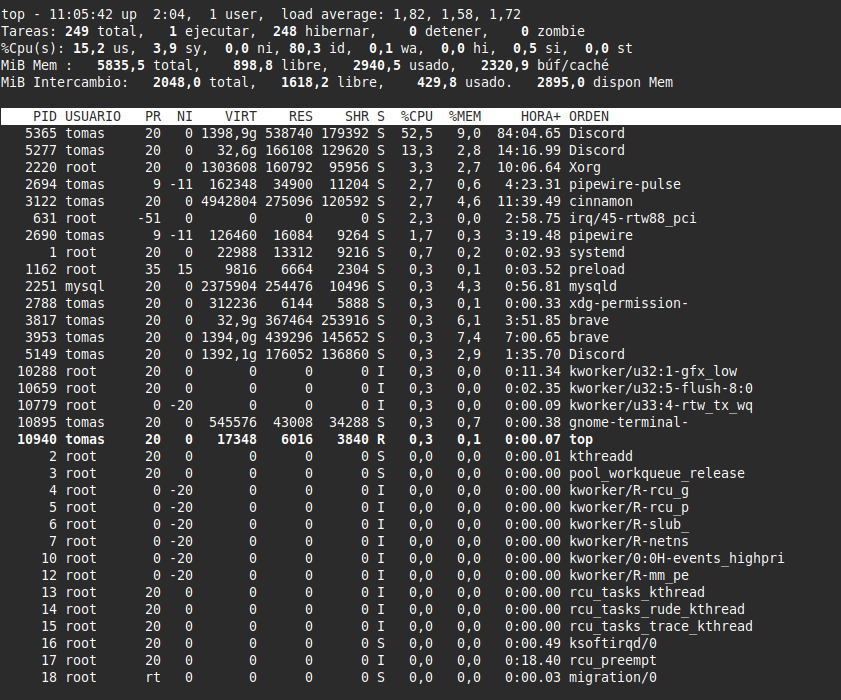 top - 11:05:42 up  2:04,  1 user,  load average: 1,82, 1,58, 1,72
Tareas: 249 total,   1 ejecutar,  248 hibernar,    0 detener,    0 zombie
%Cpu(s): 15,2 us,  3,9 sy,  0,0 ni, 80,3 id,  0,1 wa,  0,0 hi,  0,5 si,  0,0 st
MiB Mem :   5835,5 total,    898,8 libre,   2940,5 usado,   2320,9 búf/caché
MiB Intercambio:   2048,0 total,   1618,2 libre,    429,8 usado.   2895,0 dispon Mem
PID USUARIO   PR  NI    VIRT    RES    SHR S  %CPU  %MEM     HORA+ ORDEN
5365 tomas     20   0 1398,9g 538740 179392 S  52,5   9,0  84:04.65 Discord
5277 tomas     20   0   32,6g 166108 129620 S  13,3   2,8  14:16.99 Discord
2220 root      20   0 1303608 160792  95956 S   3,3   2,7  10:06.64 Xorg
2694 tomas      9 -11  162348  34900  11204 S   2,7   0,6   4:23.31 pipewire-pulse
3122 tomas     20   0 4942804 275096 120592 S   2,7   4,6  11:39.49 cinnamon
631 root     -51   0       0      0      0 S   2,3   0,0   2:58.75 irq/45-rtw88_pci
2690 tomas      9 -11  126460  16084   9264 S   1,7   0,3   3:19.48 pipewire
1 root      20   0   22988  13312   9216 S   0,7   0,2   0:02.93 systemd
1162 root      35  15    9816   6664   2304 S   0,3   0,1   0:03.52 preload
2251 mysql     20   0 2375904 254476  10496 S   0,3   4,3   0:56.81 mysqld
2788 tomas     20   0  312236   6144   5888 S   0,3   0,1   0:00.33 xdg-permission-
3817 tomas     20   0   32,9g 367464 253916 S   0,3   6,1   3:51.85 brave
3953 tomas     20   0 1394,0g 439296 145652 S   0,3   7,4   7:00.65 brave
5149 tomas     20   0 1392,1g 176052 136860 S   0,3   2,9   1:35.70 Discord
10288 root      20   0       0      0      0 I   0,3   0,0   0:11.34 kworker/u32:1-gfx_low
10659 root      20   0       0      0      0 I   0,3   0,0   0:02.35 kworker/u32:5-flush-8:0
10779 root       0 -20       0      0      0 I   0,3   0,0   0:00.09 kworker/u33:4-rtw_tx_wq
10895 tomas     20   0  545576  43008  34288 S   0,3   0,7   0:00.38 gnome-terminal-
10940 tomas     20   0   17348   6016   3840 R   0,3   0,1   0:00.07 top
2 root      20   0       0      0      0 S   0,0   0,0   0:00.01 kthreadd
3 root      20   0       0      0      0 S   0,0   0,0   0:00.00 pool_workqueue_release
4 root       0 -20       0      0      0 I   0,0   0,0   0:00.00 kworker/R-rcu_g
5 root       0 -20       0      0      0 I   0,0   0,0   0:00.00 kworker/R-rcu_p
6 root       0 -20       0      0      0 I   0,0   0,0   0:00.00 kworker/R-slub_
7 root       0 -20       0      0      0 I   0,0   0,0   0:00.00 kworker/R-netns
10 root       0 -20       0      0      0 I   0,0   0,0   0:00.00 kworker/0:0H-events_highpri
12 root       0 -20       0      0      0 I   0,0   0,0   0:00.00 kworker/R-mm_pe
13 root      20   0       0      0      0 I   0,0   0,0   0:00.00 rcu_tasks_kthread
14 root      20   0       0      0      0 I   0,0   0,0   0:00.00 rcu_tasks_rude_kthread
15 root      20   0       0      0      0 I   0,0   0,0   0:00.00 rcu_tasks_trace_kthread
16 root      20   0       0      0      0 S   0,0   0,0   0:00.49 ksoftirqd/0
17 root      20   0       0      0      0 I   0,0   0,0   0:18.40 rcu_preempt
18 root      rt   0       0      0      0 S   0,0   0,0   0:00.03 migration/0